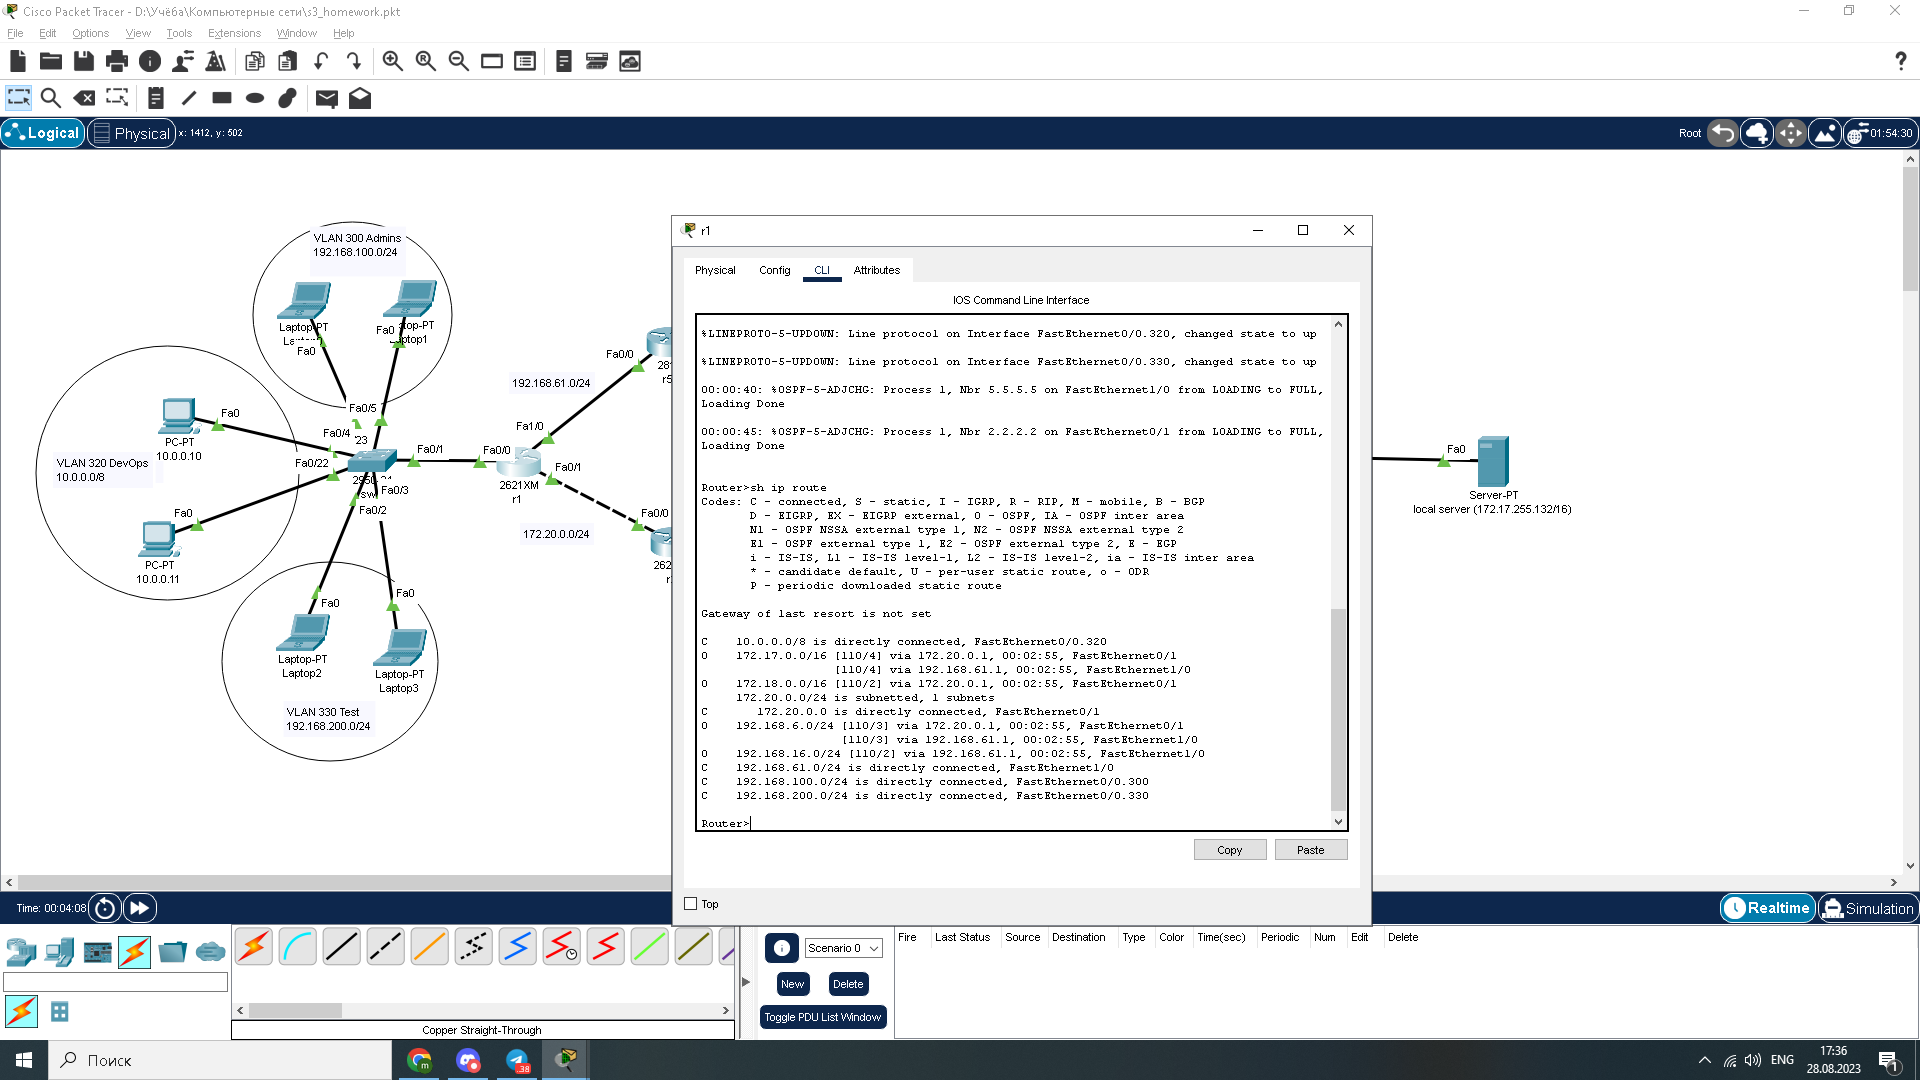 Cisco Packet Tracer - D:\Учёба\Компьютерные сети\s3_homework.pkt
File Edit Options View Tools Extensions Window Help
Logical Physical x: 1412, y: 502 Root 01:54:30
VLAN 300 Admins
192.168.100.0/24
Laptop-PT
Fa0
Fa0
top-PT
Laptop1
VLAN 320 DevOps
10.0.0.0/8
Fa0
PC-PT
10.0.0.10
Fa0
PC-PT
10.0.0.11
Fa0/5
Fa0/4
Fa0/22
Fa0/1
Fa0/3
Fa0/2
Fa0/0
2621XM
r1
Fa1/0
Fa0/1
192.168.61.0/24
172.20.0.0/24
Fa0/0
r5
Fa0/0
Fa0
Laptop-PT
Laptop2
Fa0
Laptop-PT
Laptop3
VLAN 330 Test
192.168.200.0/24
Fa0
Server-PT
local server (172.17.255.132/16)
r1
Physical Config CLI Attributes
IOS Command Line Interface
%LINEPROTO-5-UPDOWN: Line protocol on Interface FastEthernet0/0.320, changed state to up
%LINEPROTO-5-UPDOWN: Line protocol on Interface FastEthernet0/0.330, changed state to up
00:00:40: %OSPF-5-ADJCHG: Process 1, Nbr 5.5.5.5 on FastEthernet1/0 from LOADING to FULL,
Loading Done
00:00:45: %OSPF-5-ADJCHG: Process 1, Nbr 2.2.2.2 on FastEthernet0/1 from LOADING to FULL,
Loading Done
Router>sh ip route
Codes: C - connected, S - static, I - IGRP, R - RIP, M - mobile, B - BGP
D - EIGRP, EX - EIGRP external, O - OSPF, IA - OSPF inter area
N1 - OSPF NSSA external type 1, N2 - OSPF NSSA external type 2
E1 - OSPF external type 1, E2 - OSPF external type 2, E - EGP
i - IS-IS, L1 - IS-IS level-1, L2 - IS-IS level-2, ia - IS-IS inter area
* - candidate default, U - per-user static route, o - ODR
P - periodic downloaded static route
Gateway of last resort is not set
C 10.0.0.0/8 is directly connected, FastEthernet0/0.320
O 172.17.0.0/16 [110/4] via 172.20.0.1, 00:02:55, FastEthernet0/1
[110/4] via 192.168.61.1, 00:02:55, FastEthernet1/0
O 172.18.0.0/16 [110/2] via 172.20.0.1, 00:02:55, FastEthernet0/1
172.20.0.0/24 is subnetted, 1 subnets
C 172.20.0.0 is directly connected, FastEthernet0/1
O 192.168.6.0/24 [110/3] via 172.20.0.1, 00:02:55, FastEthernet0/1
[110/3] via 192.168.61.1, 00:02:55, FastEthernet1/0
O 192.168.16.0/24 [110/2] via 192.168.61.1, 00:02:55, FastEthernet1/0
C 192.168.61.0/24 is directly connected, FastEthernet1/0
C 192.168.100.0/24 is directly connected, FastEthernet0/0.300
C 192.168.200.0/24 is directly connected, FastEthernet0/0.330
Router>
Copy Paste
Top
Time: 00:04:08
Realtime Simulation
Scenario 0
New Delete
Toggle PDU List Window
Fire Last Status Source Destination Type Color Time(sec) Periodic Num Edit Delete
Copper Straight-Through
Поиск
38
ENG
17:36
28.08.2023
1